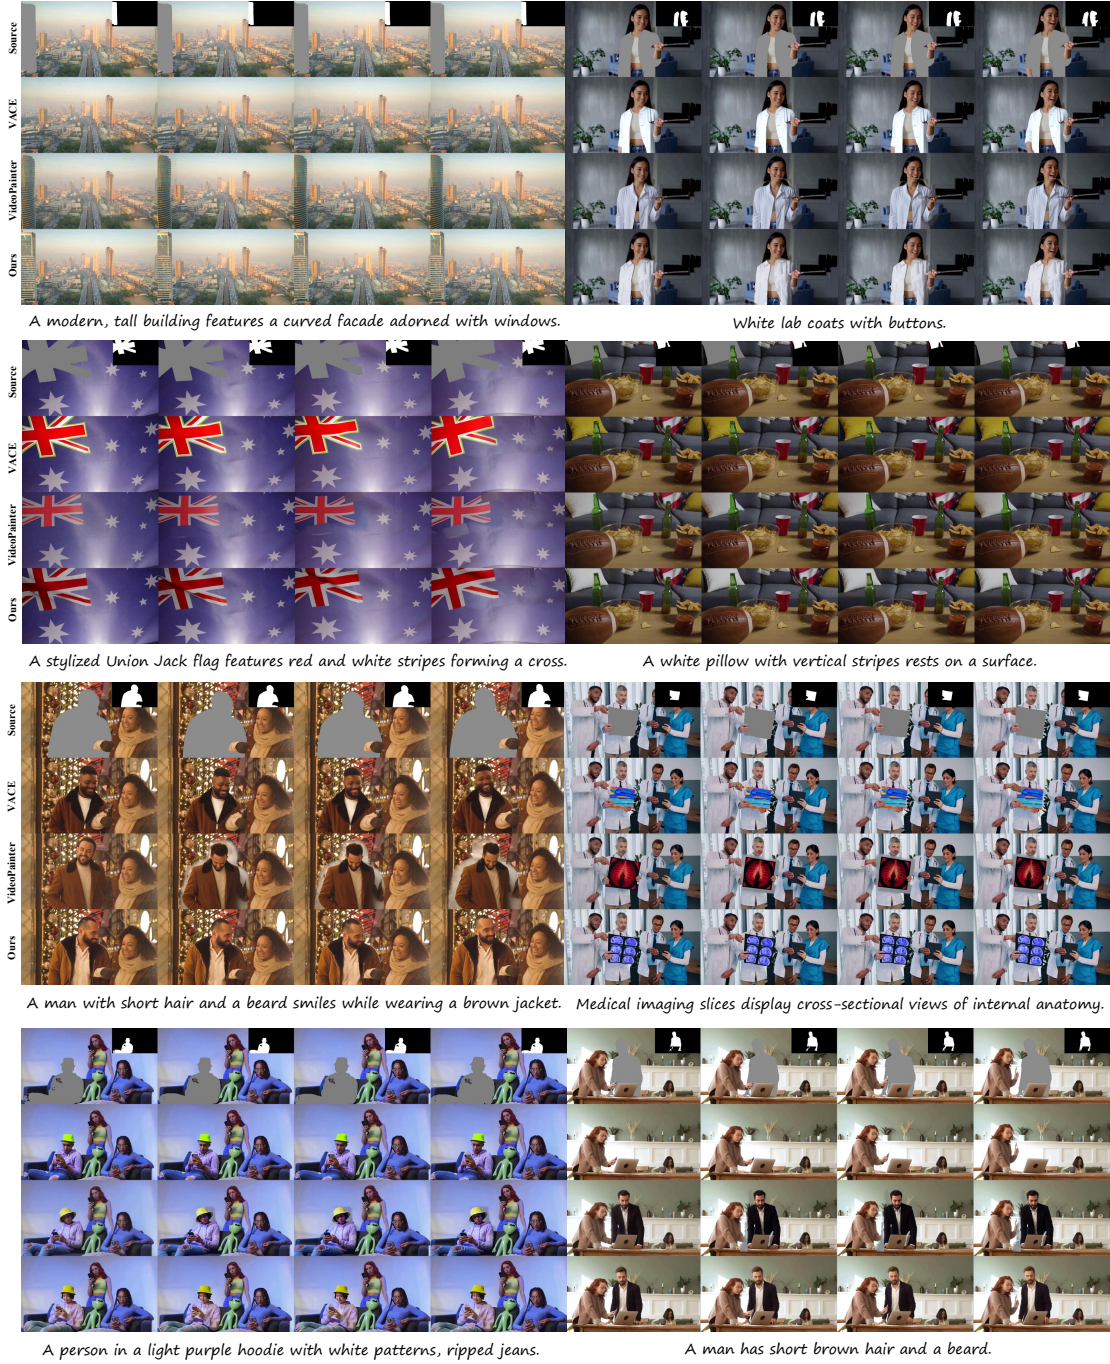 Source
VACE
VideoPainter
Ours
A modern, tall building features a curved facade adorned with windows.
White lab coats with buttons.
Source
VACE
VideoPainter
Ours
A stylized Union Jack flag features red and white stripes forming a cross.
A white pillow with vertical stripes rests on a surface.
Source
VACE
VideoPainter
Ours
A man with short hair and a beard smiles while wearing a brown jacket.
Medical imaging slices display cross-sectional views of internal anatomy.
A person in a light purple hoodie with white patterns, ripped jeans.
A man has short brown hair and a beard.